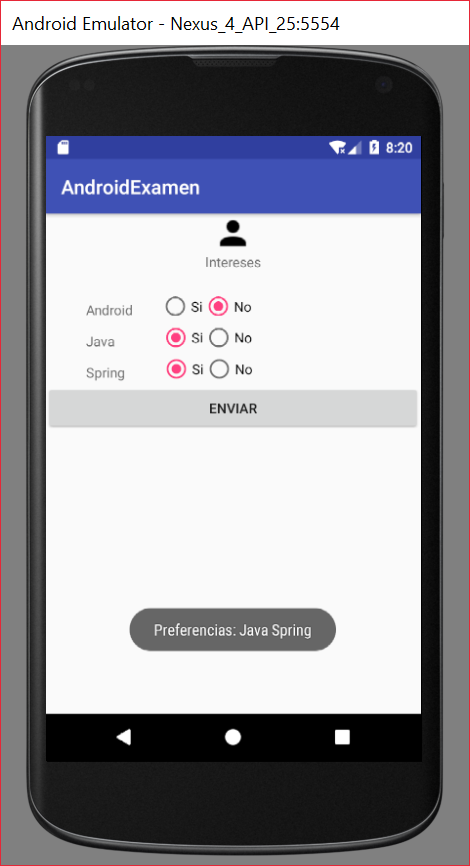 Android Emulator - Nexus_4_API_25:5554
8:20
AndroidExamen
Intereses
Android Si No
Java Si No
Spring Si No
ENVIAR
Preferencias: Java Spring